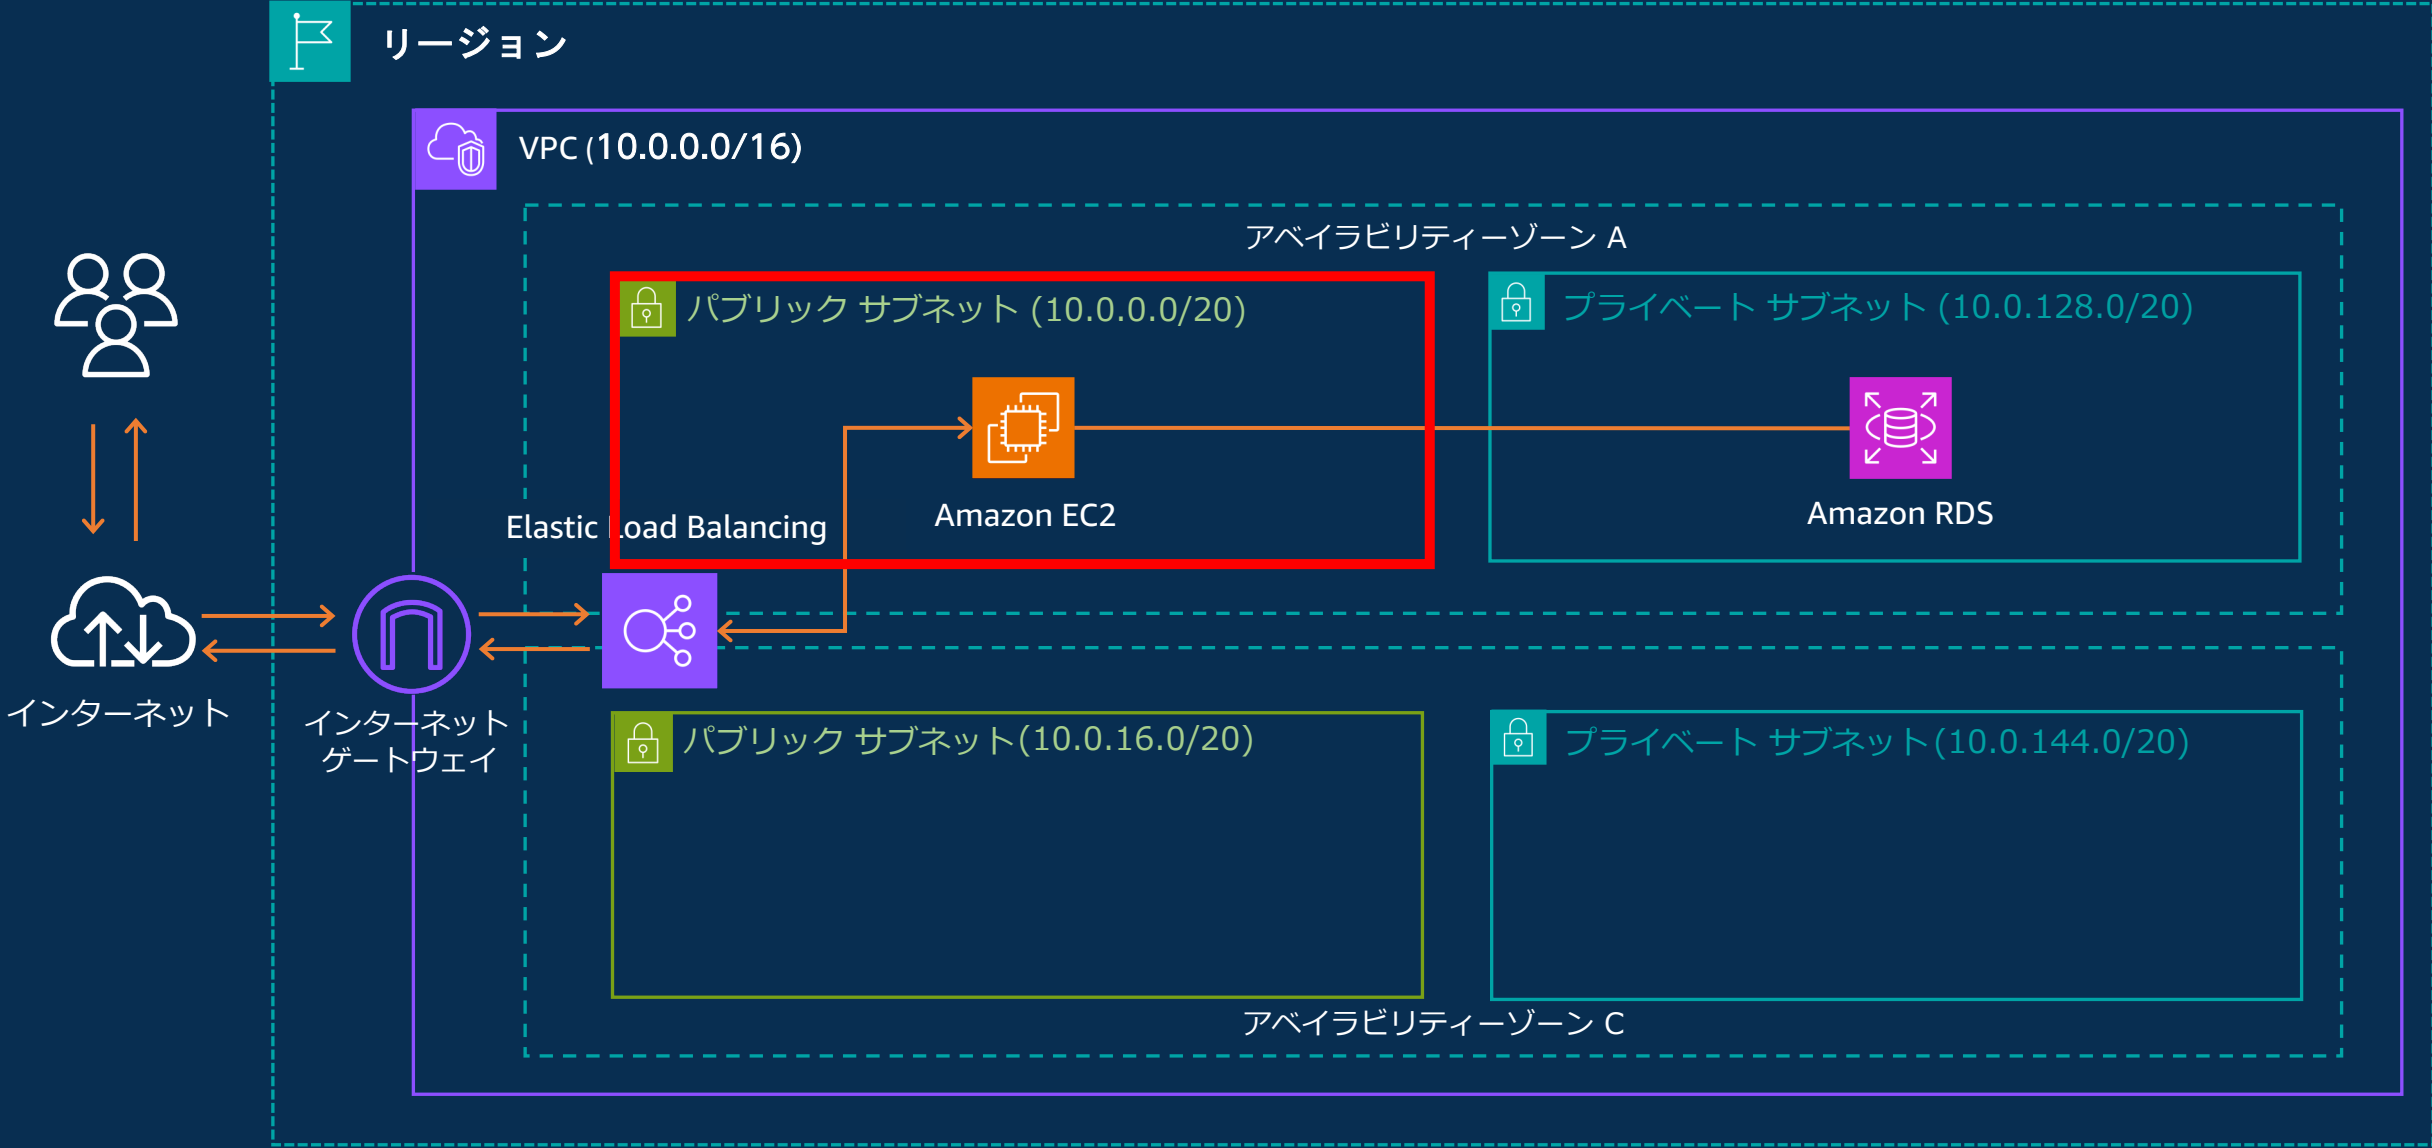 リージョン
VPC (10.0.0.0/16)
アベイラビリティーゾーン A
パブリック サブネット (10.0.0.0/20)
プライベート サブネット (10.0.128.0/20)
Amazon EC2
Amazon RDS
Elastic Load Balancing
インターネット
インターネット
ゲートウェイ
パブリック サブネット(10.0.16.0/20)
プライベート サブネット(10.0.144.0/20)
アベイラビリティーゾーン C